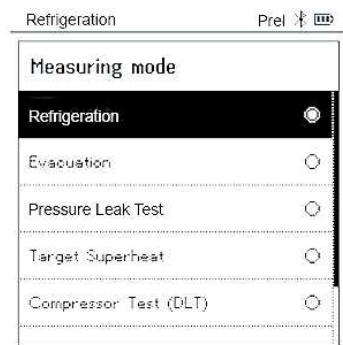 Refrigeration Prel
Measuring mode
Refrigeration
Evacuation
Pressure Leak Test
Target Superheat
Compressor Test (DLT)